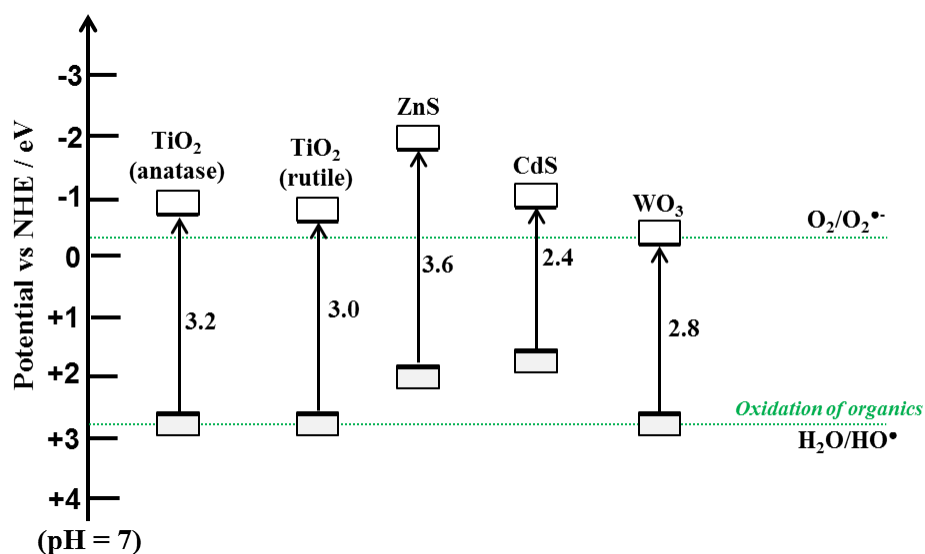 Potential vs NHE / eV
-3
-2
-1
0
+1
+2
+3
+4
(pH = 7)
TiO₂
(anatase)
3.2
TiO₂
(rutile)
3.0
ZnS
3.6
CdS
2.4
WO₃
2.8
O₂/O₂•-
Oxidation of organics
H₂O/HO•